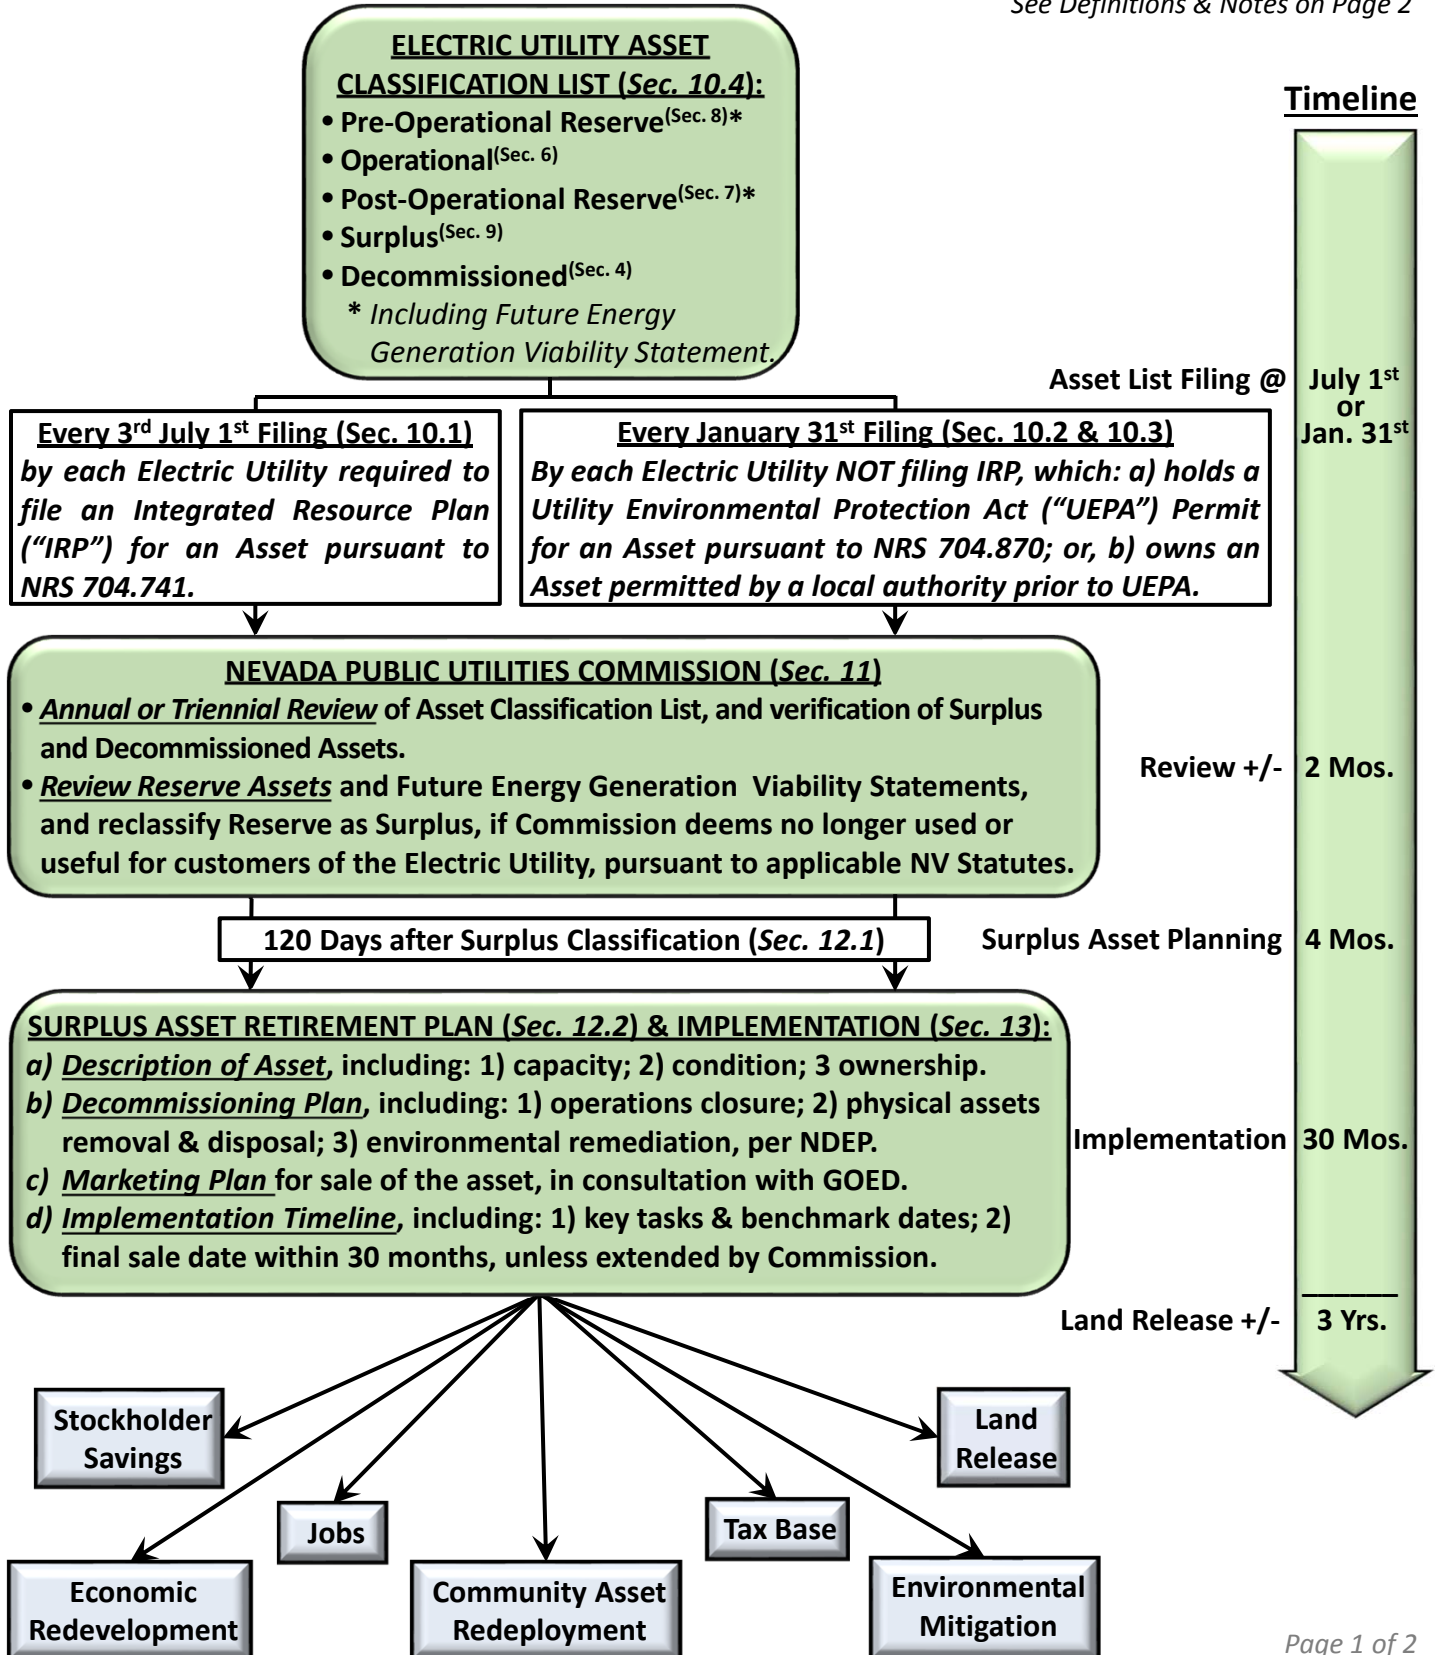 See Definitions & Notes on Page 2
ELECTRIC UTILITY ASSET
CLASSIFICATION LIST (Sec. 10.4):
• Pre-Operational Reserve(Sec. 8)*
• Operational(Sec. 6)
• Post-Operational Reserve(Sec. 7)*
• Surplus(Sec. 9)
• Decommissioned(Sec. 4)
* Including Future Energy
Generation Viability Statement.
Timeline
Asset List Filing @
July 1st
or
Jan. 31st
Every 3rd July 1st Filing (Sec. 10.1)
by each Electric Utility required to
file an Integrated Resource Plan
(“IRP”) for an Asset pursuant to
NRS 704.741.
Every January 31st Filing (Sec. 10.2 & 10.3)
By each Electric Utility NOT filing IRP, which: a) holds a
Utility Environmental Protection Act (“UEPA”) Permit
for an Asset pursuant to NRS 704.870; or, b) owns an
Asset permitted by a local authority prior to UEPA.
NEVADA PUBLIC UTILITIES COMMISSION (Sec. 11)
• Annual or Triennial Review of Asset Classification List, and verification of Surplus
and Decommissioned Assets.
• Review Reserve Assets and Future Energy Generation Viability Statements,
and reclassify Reserve as Surplus, if Commission deems no longer used or
useful for customers of the Electric Utility, pursuant to applicable NV Statutes.
Review +/- 2 Mos.
120 Days after Surplus Classification (Sec. 12.1)
Surplus Asset Planning 4 Mos.
SURPLUS ASSET RETIREMENT PLAN (Sec. 12.2) & IMPLEMENTATION (Sec. 13):
a) Description of Asset, including: 1) capacity; 2) condition; 3 ownership.
b) Decommissioning Plan, including: 1) operations closure; 2) physical assets
removal & disposal; 3) environmental remediation, per NDEP.
c) Marketing Plan for sale of the asset, in consultation with GOED.
d) Implementation Timeline, including: 1) key tasks & benchmark dates; 2)
final sale date within 30 months, unless extended by Commission.
Implementation 30 Mos.
Land Release +/- 3 Yrs.
Stockholder
Savings
Land
Release
Jobs
Tax Base
Economic
Redevelopment
Community Asset
Redeployment
Environmental
Mitigation
Page 1 of 2